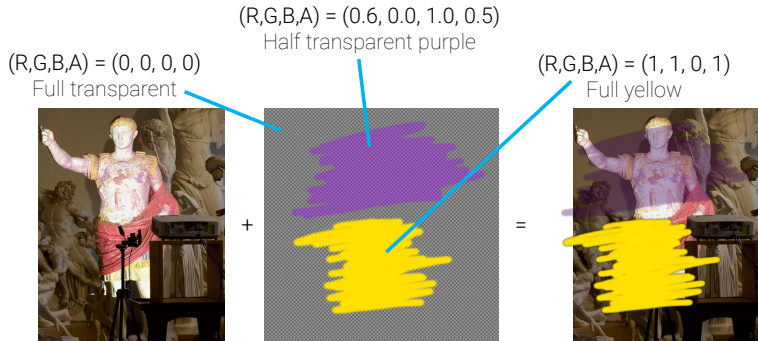 (R,G,B,A) = (0.6, 0.0, 1.0, 0.5)
Half transparent purple
(R,G,B,A) = (0, 0, 0, 0)
Full transparent
(R,G,B,A) = (1, 1, 0, 1)
Full yellow
+
=